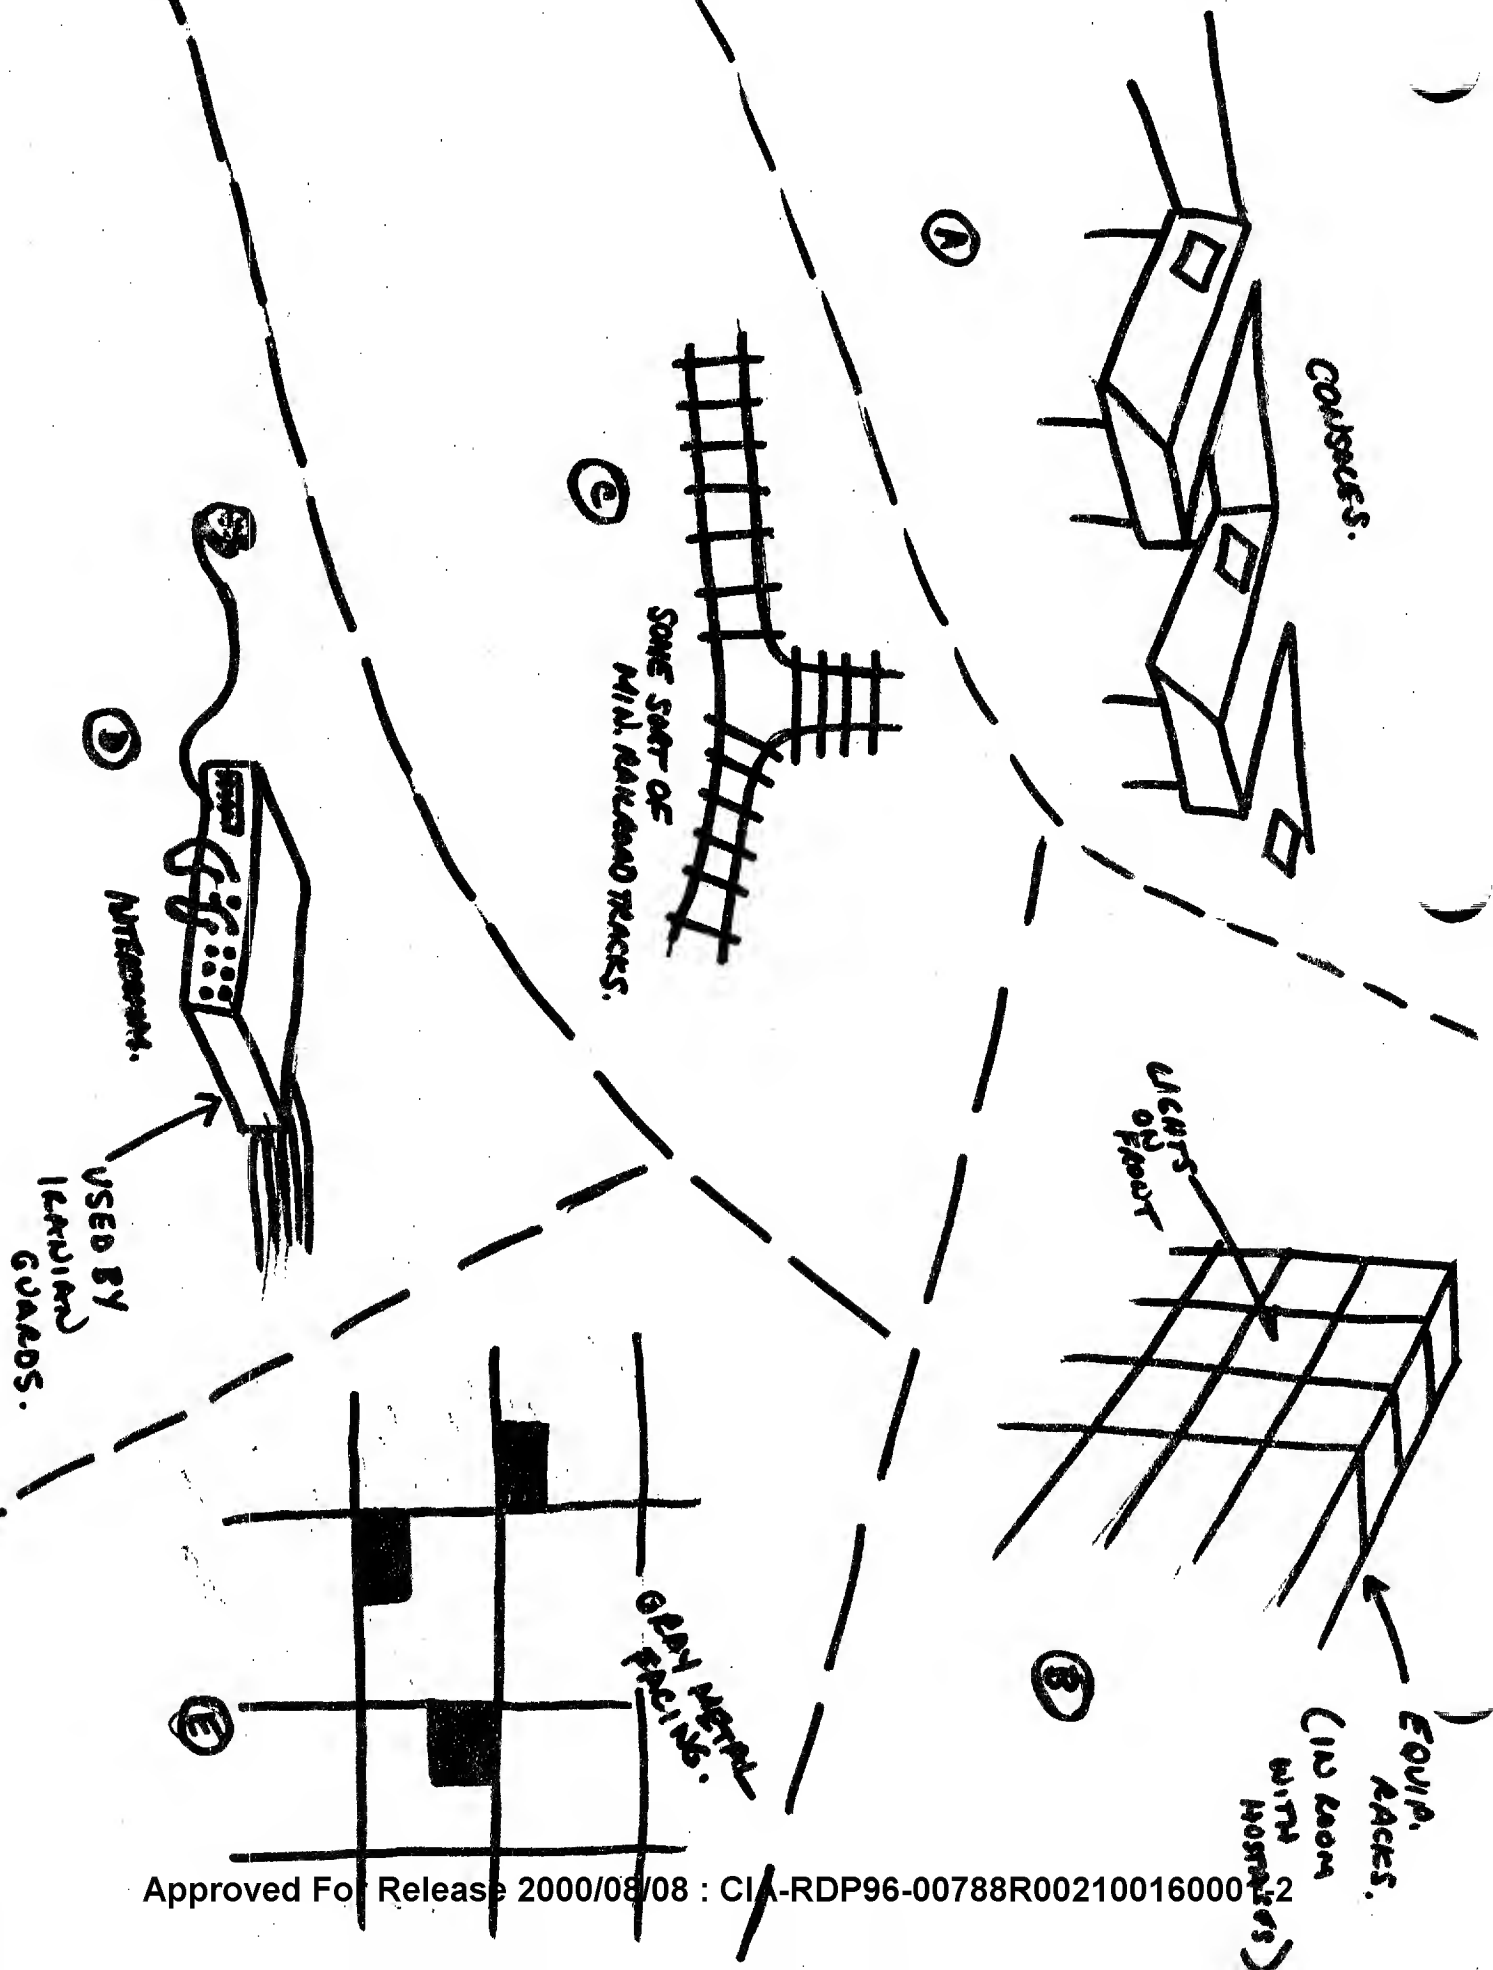 CONSOLES.
A
LIGHTS
ON
FRONT
EQUIP.
RACKS.
(IN ROOM
WITH
HOSTAGES)
B
C
SOME SORT OF
MIN. RAILROAD TRACKS.
D
INTERCOM.
USED BY
IRANIAN
GUARDS.
GRAY METAL
FACING.
E
Approved For Release 2000/08/08 : CIA-RDP96-00788R002100160001-2